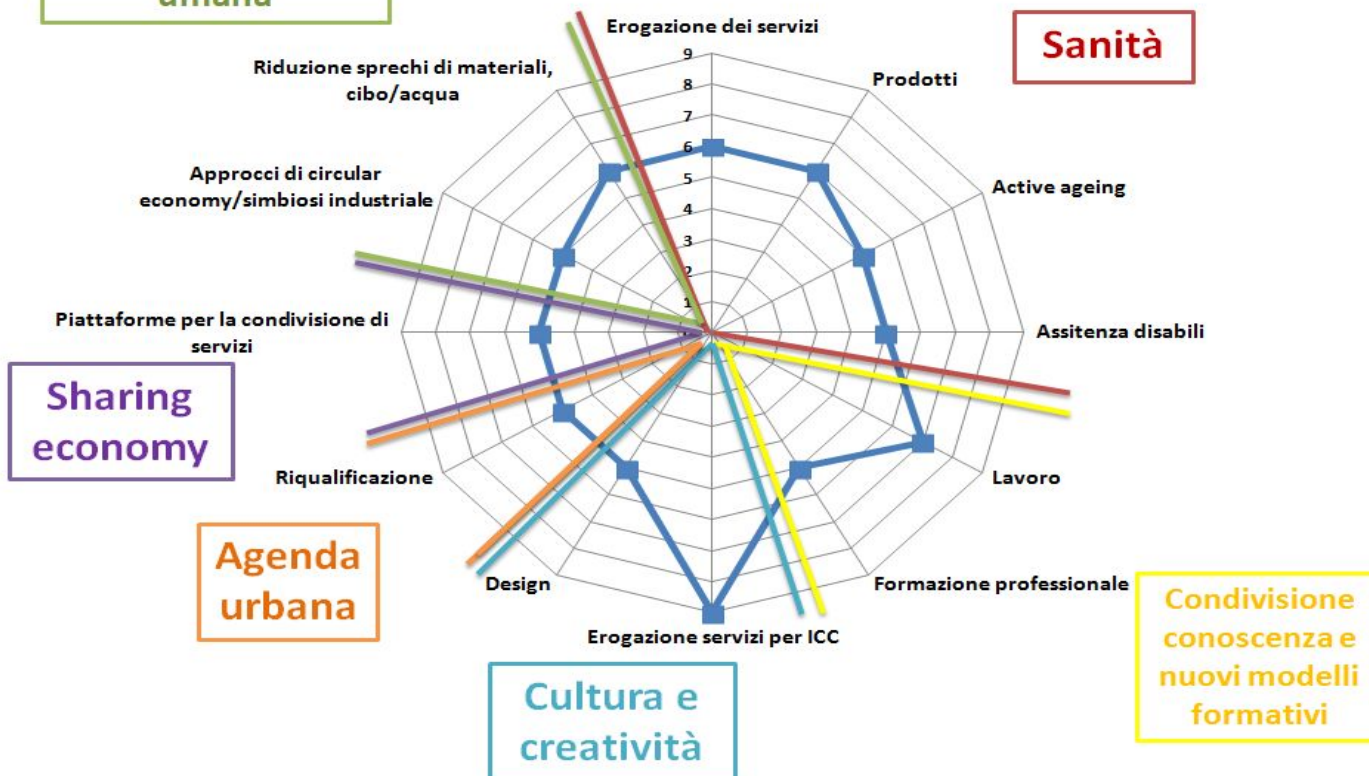 umana
Erogazione dei servizi
Sanità
Riduzione sprechi di materiali,
cibo/acqua
Prodotti
9
8
7
6
5
4
3
2
1
Approcci di circular
economy/simbiosi industriale
Active ageing
Piattaforme per la condivisione di
servizi
Assitenza disabili
Sharing
economy
Riqualificazione
Lavoro
Agenda
urbana
Design
Formazione professionale
Erogazione servizi per ICC
Condivisione
conoscenza e
nuovi modelli
formativi
Cultura e
creatività